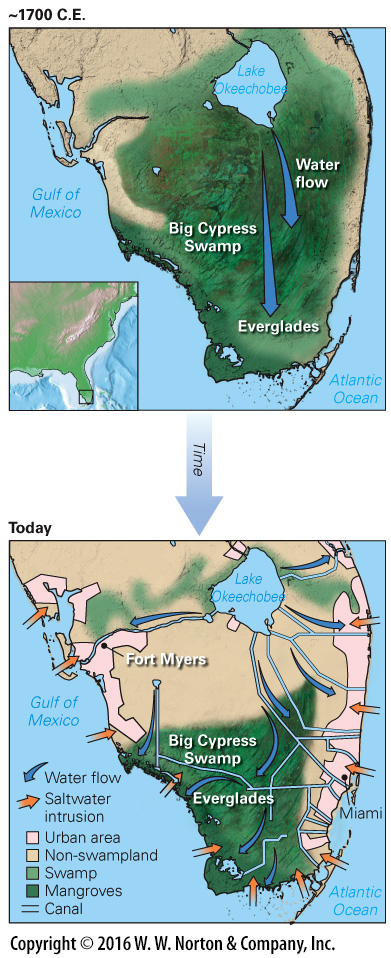 ~1700 C.E.
Lake
Okeechobee
Water
flow
Gulf of
Mexico
Big Cypress
Swamp
Everglades
Atlantic
Ocean
Time
Today
Lake
Okeechobee
Fort Myers
Gulf of
Mexico
Big Cypress
Swamp
Everglades
Miami
Water flow
Saltwater
intrusion
Urban area
Non-swampland
Swamp
Mangroves
Canal
Atlantic
Ocean
Copyright © 2016 W. W. Norton & Company, Inc.